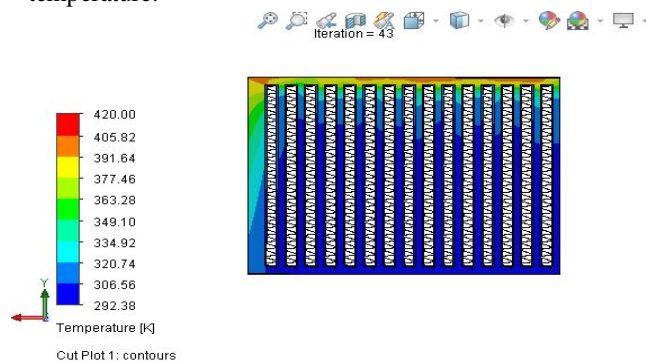 temperature.
Iteration = 43
420.00
405.82
391.64
377.46
363.28
349.10
334.92
320.74
306.56
292.38
Y
Temperature [K]
Cut Plot 1: contours